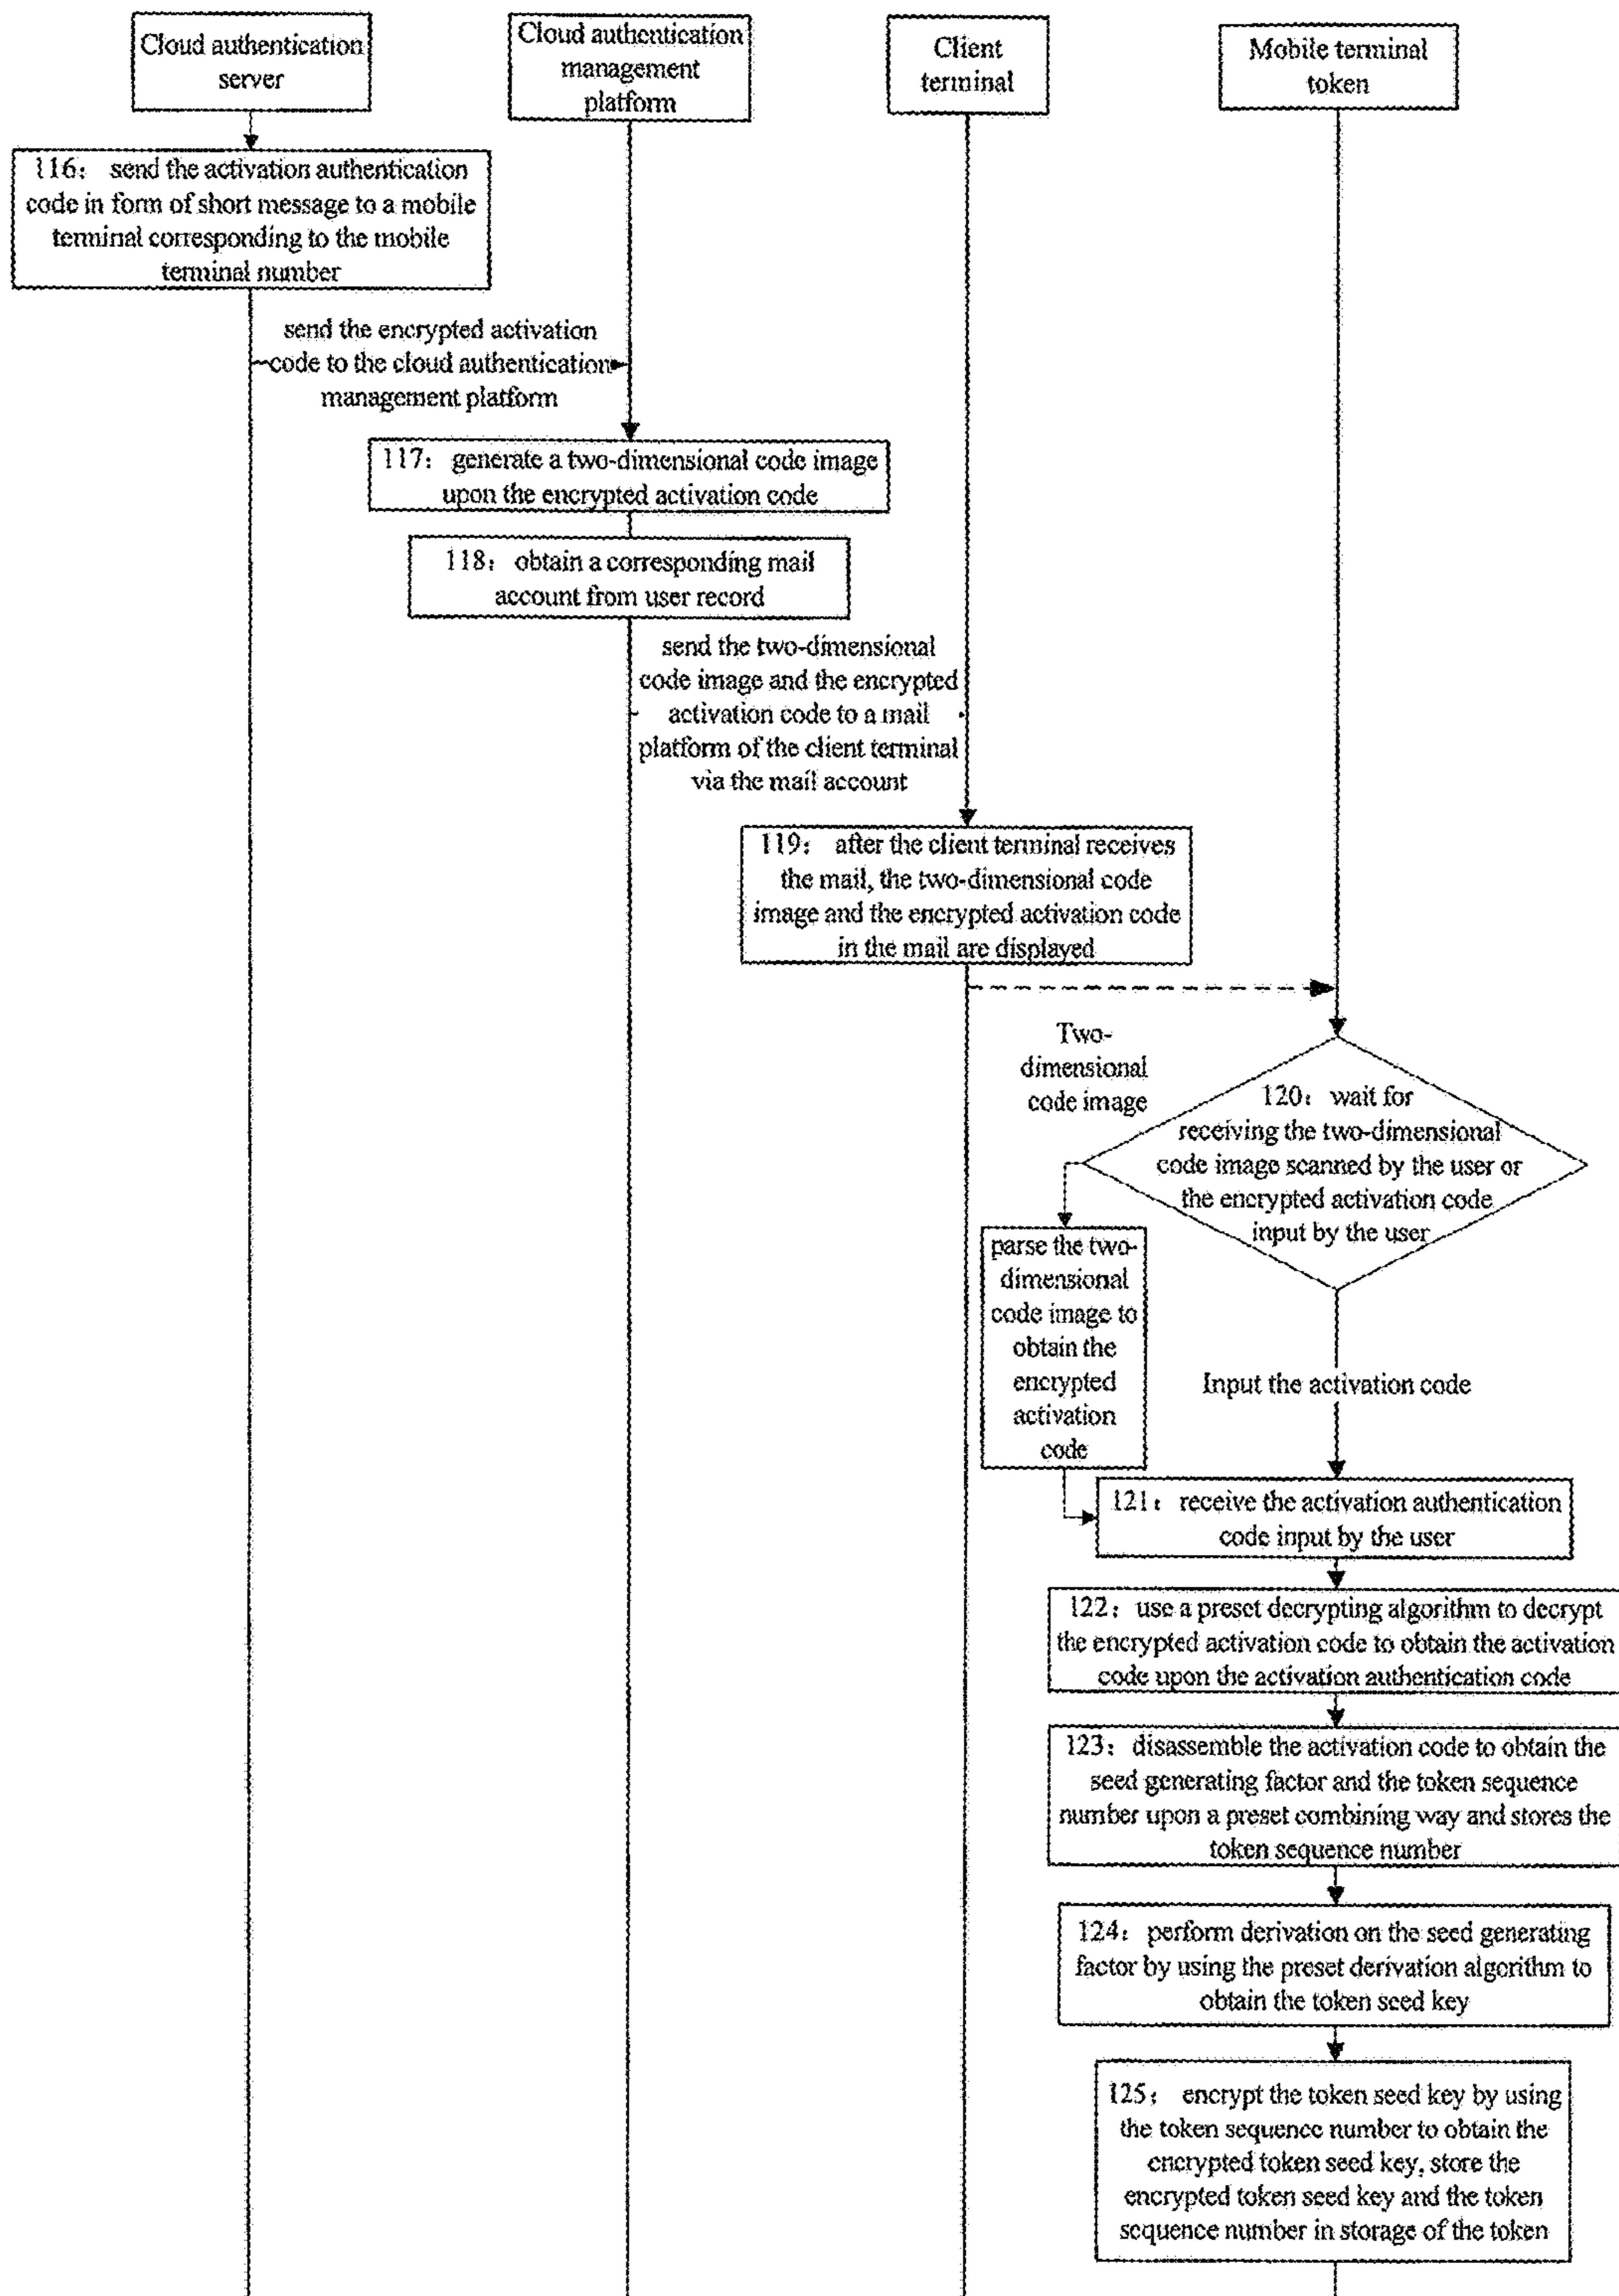 Cloud authentication
server
Cloud authentication
management
platform
Client
terminal
Mobile terminal
token
116： send the activation authentication
code in form of short message to a mobile
terminal corresponding to the mobile
terminal number
send the encrypted activation
code to the cloud authentication
management platform
117： generate a two-dimensional code image
upon the encrypted activation code
118： obtain a corresponding mail
account from user record
send the two-dimensional
code image and the encrypted
activation code to a mail
platform of the client terminal
via the mail account
119： after the client terminal receives
the mail, the two-dimensional code
image and the encrypted activation code
in the mail are displayed
Two-
dimensional
code image
120： wait for
receiving the two-dimensional
code image scanned by the user or
the encrypted activation code
input by the user
parse the two-
dimensional
code image to
obtain the
encrypted
activation
code
Input the activation code
121： receive the activation authentication
code input by the user
122： use a preset decrypting algorithm to decrypt
the encrypted activation code to obtain the activation
code upon the activation authentication code
123： disassemble the activation code to obtain the
seed generating factor and the token sequence
number upon a preset combining way and stores the
token sequence number
124： perform derivation on the seed generating
factor by using the preset derivation algorithm to
obtain the token seed key
125： encrypt the token seed key by using
the token sequence number to obtain the
encrypted token seed key, store the
encrypted token seed key and the token
sequence number in storage of the token